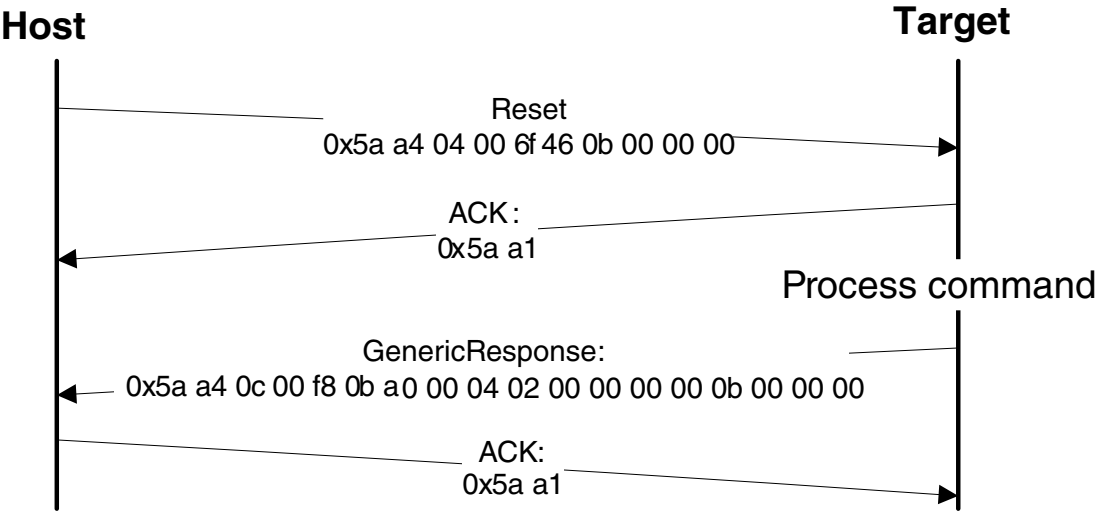 Host
Target
Reset
0x5a a4 04 00 6f 46 0b 00 00 00
ACK:
0x5a a1
Process command
GenericResponse:
0x5a a4 0c 00 f8 0b a0 00 04 02 00 00 00 00 0b 00 00 00
ACK:
0x5a a1